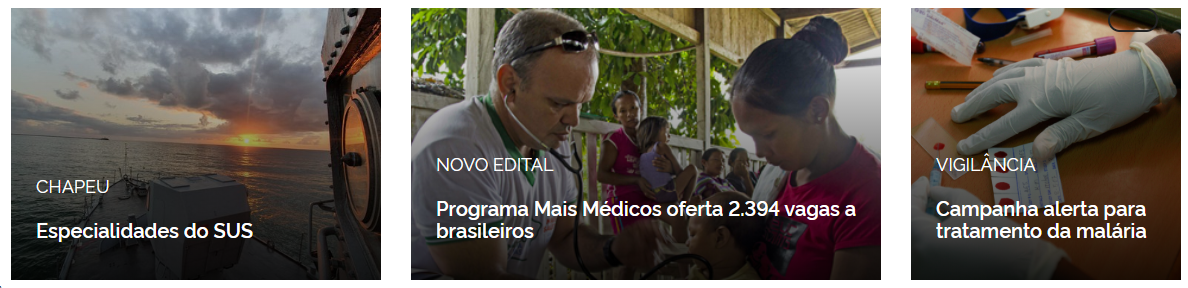 CHAPEU
Especialidades do SUS
NOVO EDITAL
Programa Mais Médicos oferta 2.394 vagas a
brasileiros
VIGILÂNCIA
Campanha alerta para
tratamento da malária